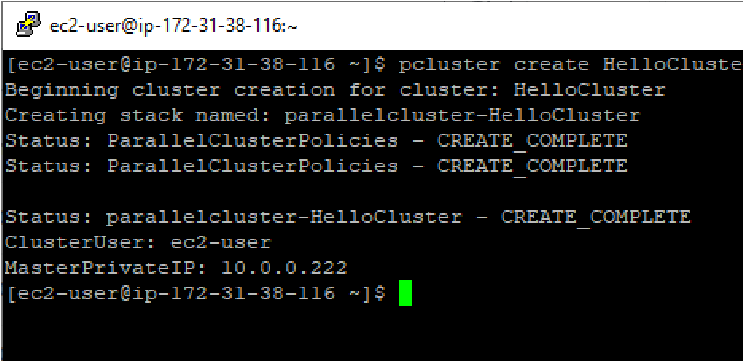 ec2-user@ip-172-31-38-116:~
[ec2-user@ip-172-31-38-116 ~]$ pcluster create HelloCluste
Beginning cluster creation for cluster: HelloCluster
Creating stack named: parallelcluster-HelloCluster
Status: ParallelClusterPolicies - CREATE_COMPLETE
Status: ParallelClusterPolicies - CREATE_COMPLETE
Status: parallelcluster-HelloCluster - CREATE_COMPLETE
ClusterUser: ec2-user
MasterPrivateIP: 10.0.0.222
[ec2-user@ip-172-31-38-116 ~]$